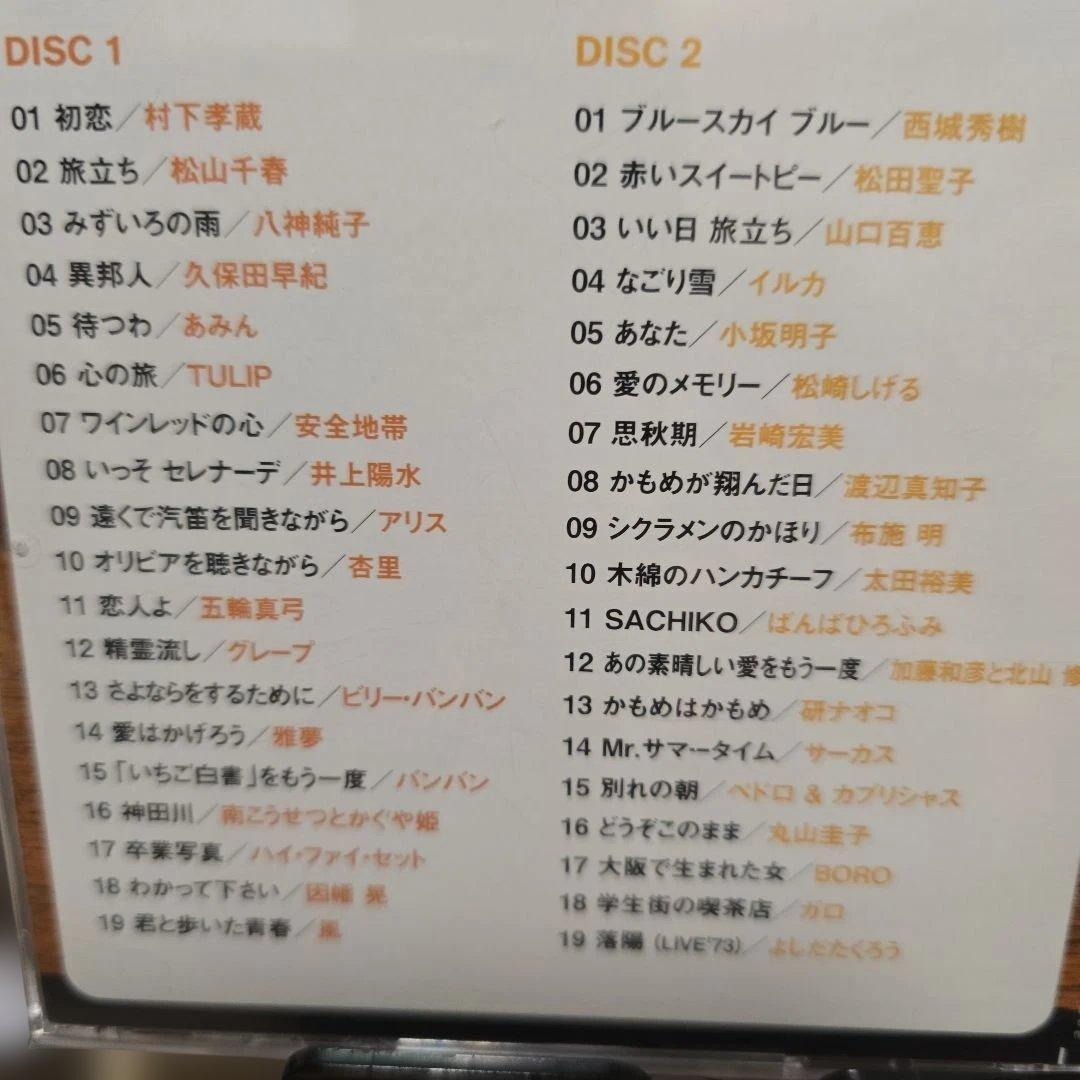 DISC 1
01 初恋／村下孝蔵
02 旅立ち／松山千春
03 みずいろの雨／八神純子
04 異邦人／久保田早紀
05 待つわ／あみん
06 心の旅／TULIP
07 ワインレッドの心／安全地帯
08 いっそ セレナーデ／井上陽水
09 遠くで汽笛を聞きながら／アリス
10 オリビアを聴きながら／杏里
11 恋人よ／五輪真弓
12 精霊流し／グレープ
13 さよならをするために／ビリー・バンバン
14 愛はかげろう／雅夢
15 「いちご白書」をもう一度／バンバン
16 神田川／南こうせつとかぐや姫
17 卒業写真／ハイ・ファイ・セット
18 わかって下さい／因幡 晃
19 君と歩いた青春／風
DISC 2
01 ブルースカイ ブルー／西城秀樹
02 赤いスイートピー／松田聖子
03 いい日 旅立ち／山口百恵
04 なごり雪／イルカ
05 あなた／小坂明子
06 愛のメモリー／松崎しげる
07 思秋期／岩崎宏美
08 かもめが翔んだ日／渡辺真知子
09 シクラメンのかほり／布施 明
10 木綿のハンカチーフ／太田裕美
11 SACHIKO／ばんばひろふみ
12 あの素晴しい愛をもう一度／加藤和彦と北山 修
13 かもめはかもめ／研ナオコ
14 Mr.サマータイム／サーカス
15 別れの朝／ペドロ & カプリシャス
16 どうぞこのまま／丸山圭子
17 大阪で生まれた女／BORO
18 学生街の喫茶店／ガロ
19 落陽 (LIVE'73)／よしだたくろう